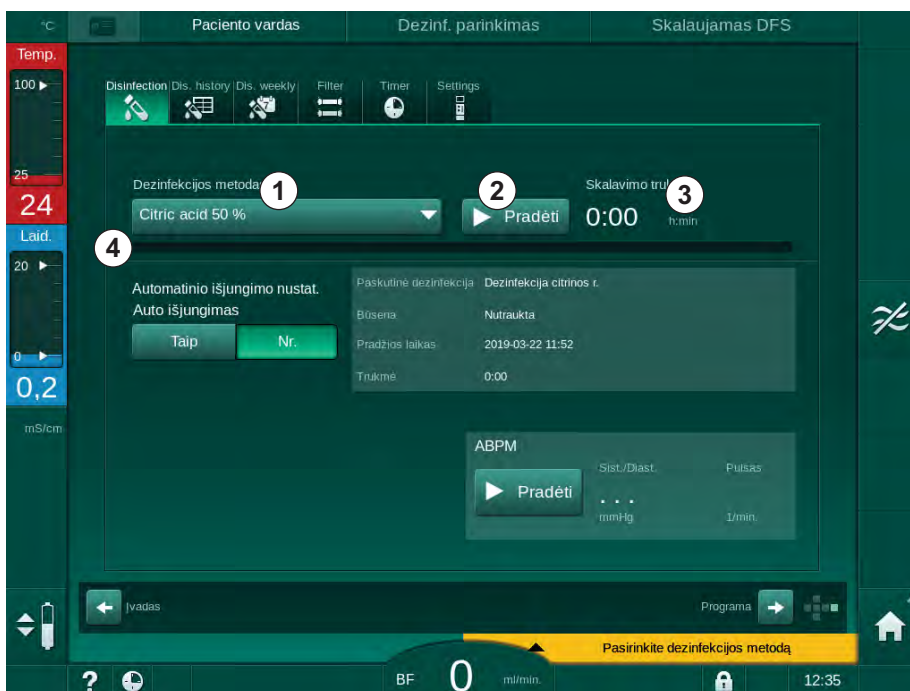 °C Paciento vardas Dezinf. parinkimas Skalaujamas DFS
Temp.
100
25
24
Laid.
20
0
0,2
mS/cm
Disinfection Dis. history Dis. weekly Filter Timer Settings
7
Dezinfekcijos metodas 1 2 Skalavimo 3
Citric acid 50 % Pradėti 0:00 h:min
4
Automatinio išjungimo nustat.
Auto išjungimas
Taip Nr.
Paskutinė dezinfekcija Dezinfekcija citrinos r.
Būsena Nutraukta
Pradžios laikas 2019-03-22 11:52
Trukmė 0:00
ABPM
Pradėti
Sist./Diast. Pulsas
. . .
mmHg 1/min.
Įvadas Programa
Pasirinkite dezinfekcijos metodą
? BF 0 ml/min. 12:35